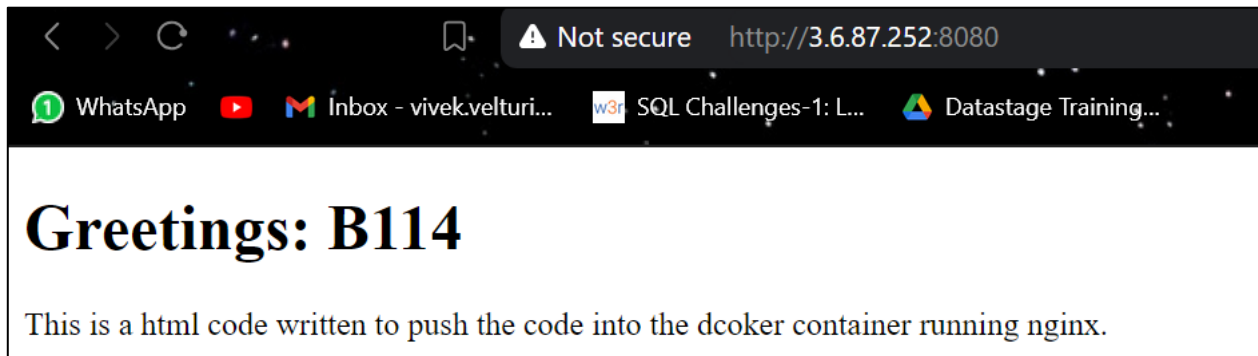 Not secure http://3.6.87.252:8080
1 WhatsApp Inbox - vivek.velturi... w3r SQL Challenges-1: L... Datastage Training...
Greetings: B114
This is a html code written to push the code into the dcoker container running nginx.